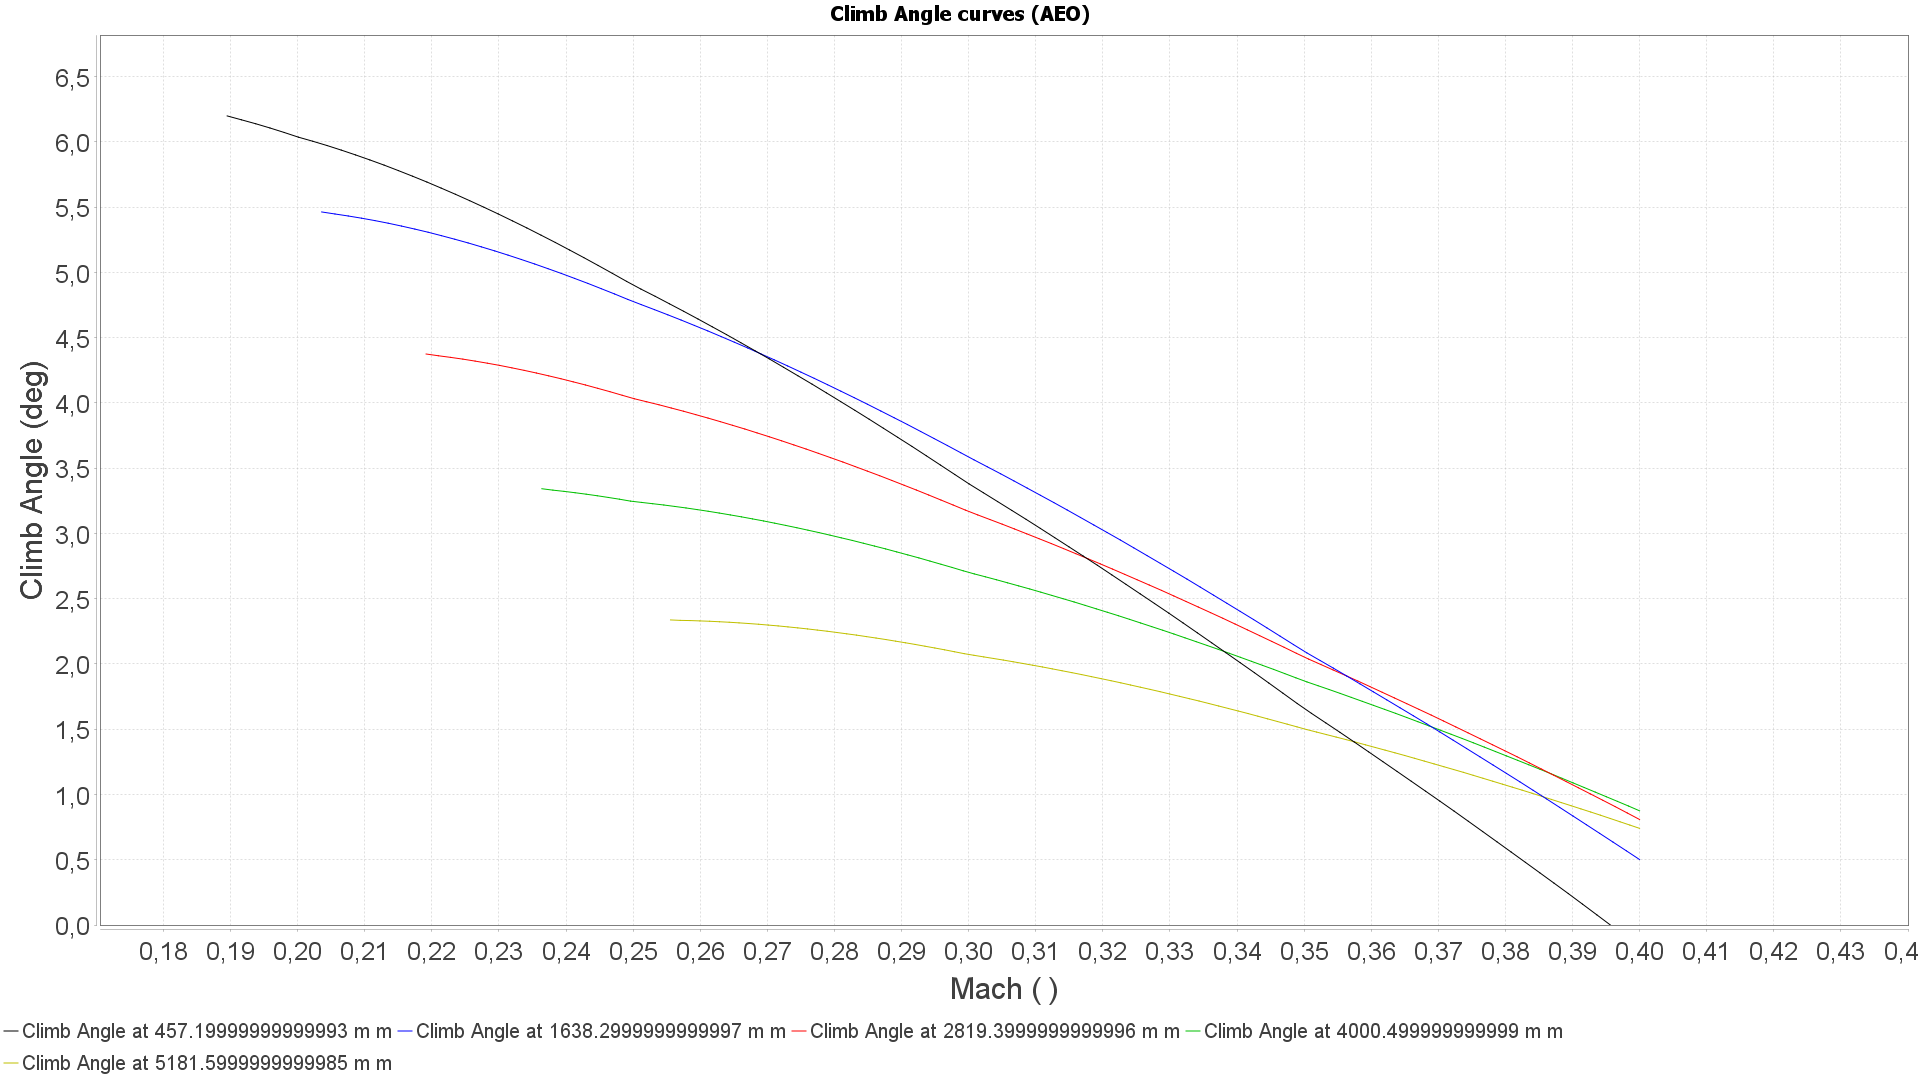 Climb Angle curves (AEO)
6,5
6,0
5,5
5,0
4,5
4,0
3,5
3,0
2,5
2,0
1,5
1,0
0,5
0,0
Climb Angle (deg)
0,18 0,19 0,20 0,21 0,22 0,23 0,24 0,25 0,26 0,27 0,28 0,29 0,30 0,31 0,32 0,33 0,34 0,35 0,36 0,37 0,38 0,39 0,40 0,41 0,42 0,43 0,4
Mach ( )
Climb Angle at 457.19999999999993 m m Climb Angle at 1638.2999999999997 m m Climb Angle at 2819.3999999999996 m m Climb Angle at 4000.499999999999 m m
Climb Angle at 5181.5999999999985 m m